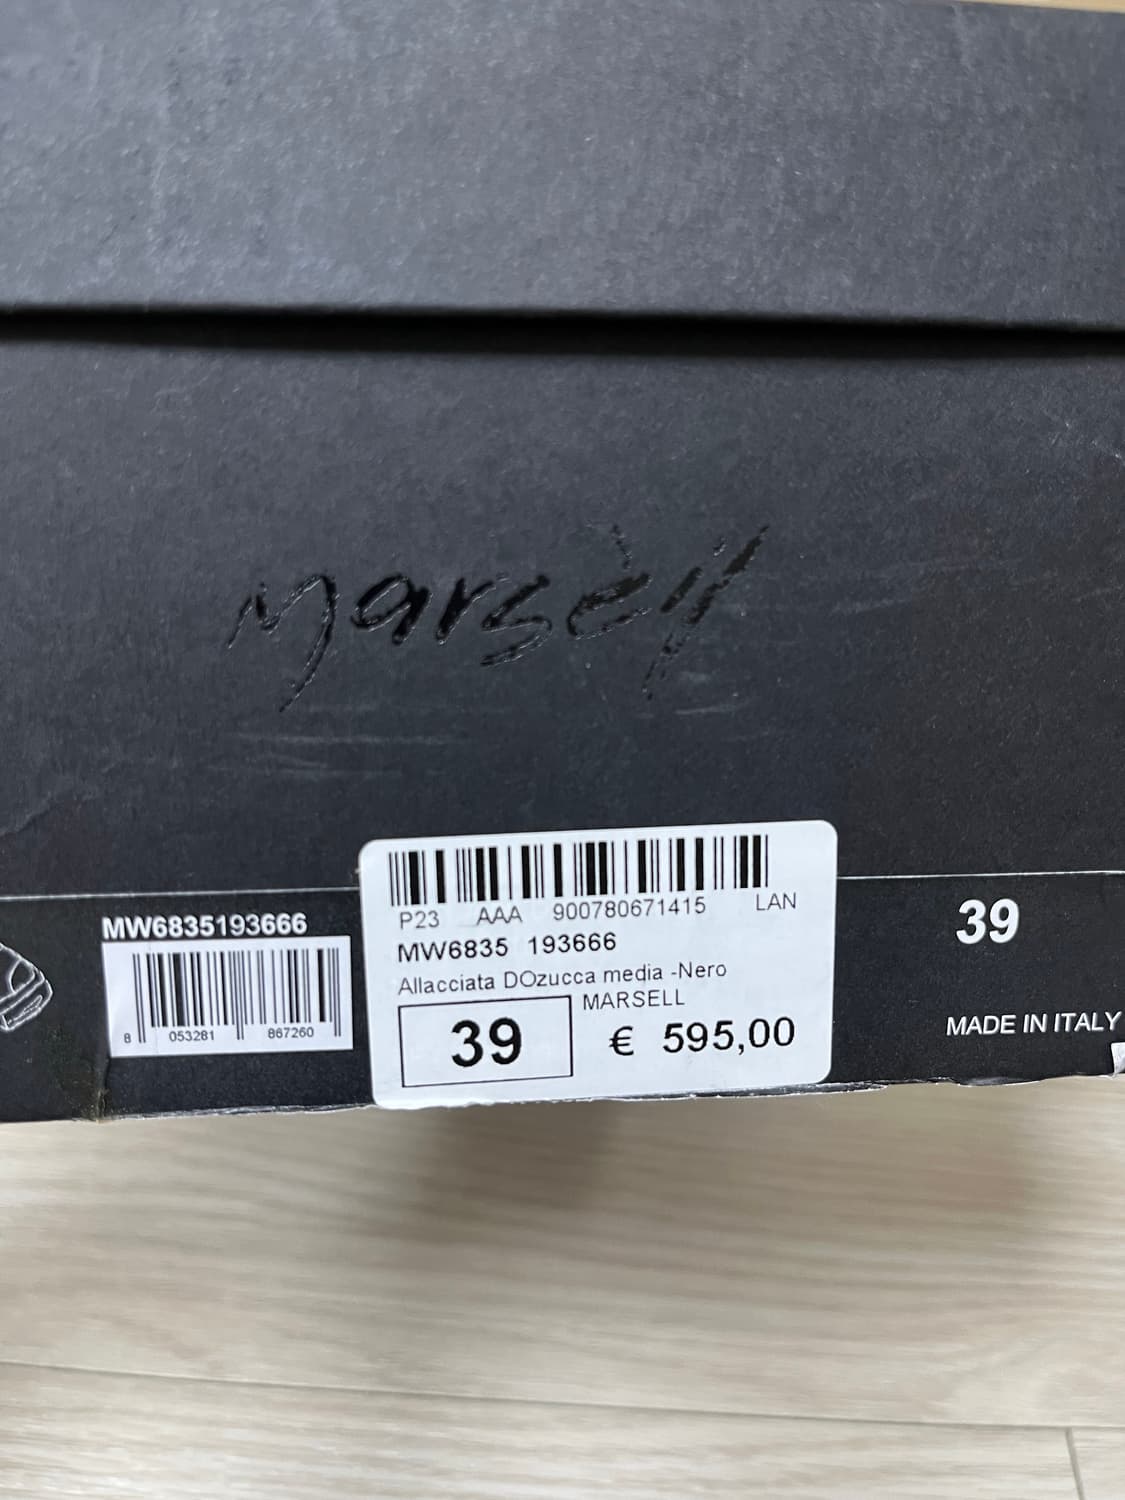 Marsèll
MW6835193666
8 053281 867260
P23 AAA 900780671415 LAN
MW6835 193666
Allacciata DOzucca media -Nero
MARSELL
39
€ 595,00
39
MADE IN ITALY